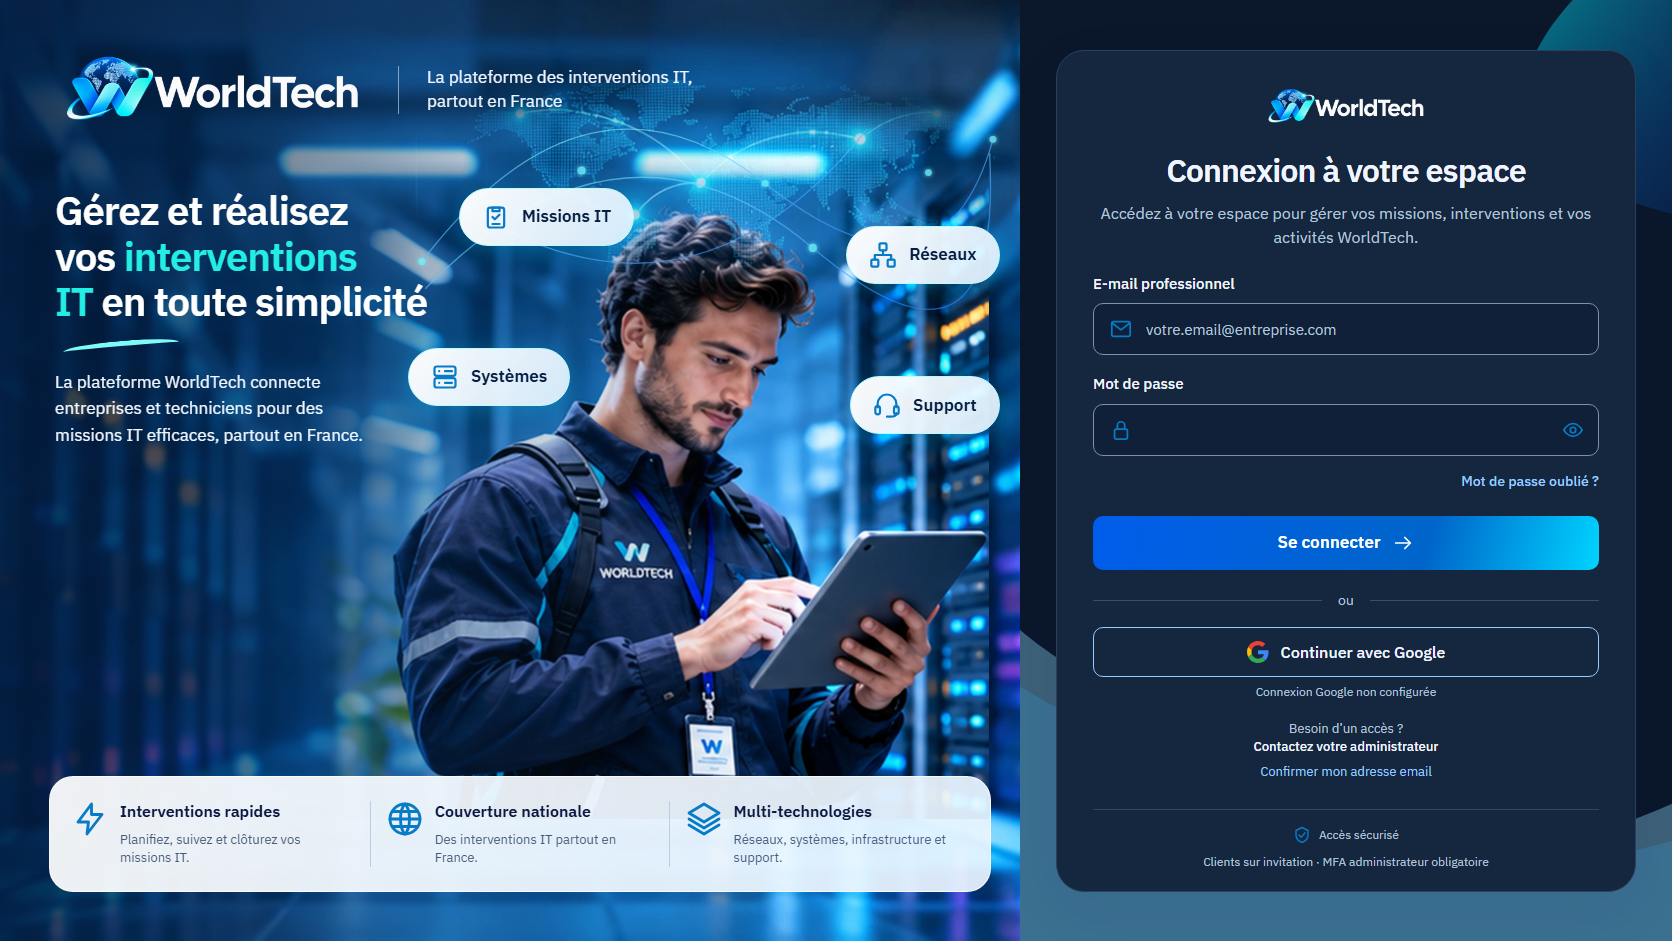 WorldTech
La plateforme des interventions IT,
partout en France
Gérez et réalisez
vos interventions
IT en toute simplicité
La plateforme WorldTech connecte
entreprises et techniciens pour des
missions IT efficaces, partout en France.
Missions IT
Réseaux
Systèmes
Support
W
WORLDTECH
W
Interventions rapides
Planifiez, suivez et clôturez vos
missions IT.
Couverture nationale
Des interventions IT partout en
France.
Multi-technologies
Réseaux, systèmes, infrastructure et
support.
WorldTech
Connexion à votre espace
Accédez à votre espace pour gérer vos missions, interventions et vos
activités WorldTech.
E-mail professionnel
votre.email@entreprise.com
Mot de passe
Mot de passe oublié ?
Se connecter
ou
Continuer avec Google
Connexion Google non configurée
Besoin d’un accès ?
Contactez votre administrateur
Confirmer mon adresse email
Accès sécurisé
Clients sur invitation · MFA administrateur obligatoire